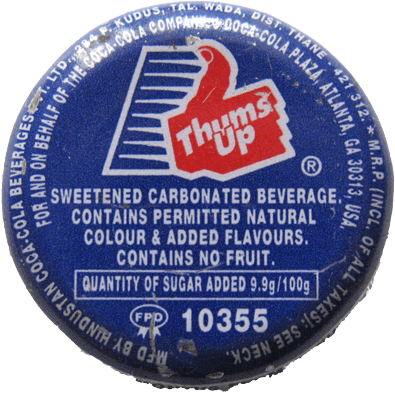 Thums
Up
®
SWEETENED CARBONATED BEVERAGE.
CONTAINS PERMITTED NATURAL
COLOUR & ADDED FLAVOURS.
CONTAINS NO FRUIT.
QUANTITY OF SUGAR ADDED 9.9g/100g
FPO 10355
MFD BY HINDUSTAN COCA-COLA BEVERAGES PVT. LTD., 294 P. KUDUS, TAL. WADA, DIST. THANE - 421 312. * M.R.P. (INCL. OF ALL TAXES): SEE NECK.
FOR AND ON BEHALF OF THE COCA-COLA COMPANY COCA-COLA PLAZA, ATLANTA, GA 30313, USA.